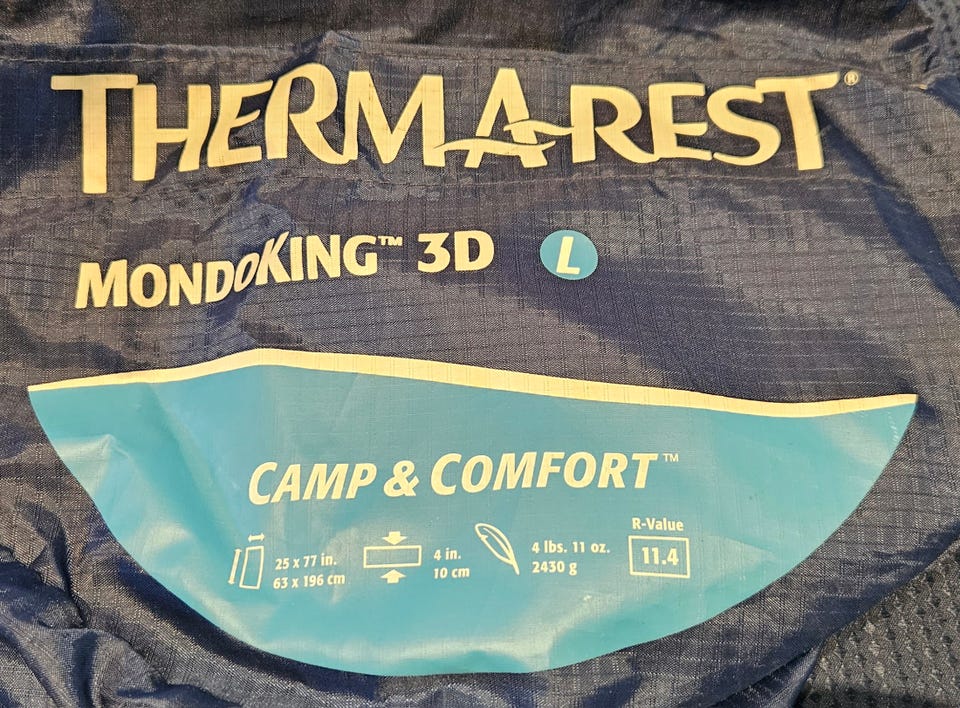 THERMAREST®
MONDOKING™ 3D L
CAMP & COMFORT™
25 x 77 in.
63 x 196 cm
4 in.
10 cm
4 lbs. 11 oz.
2430 g
R-Value
11.4